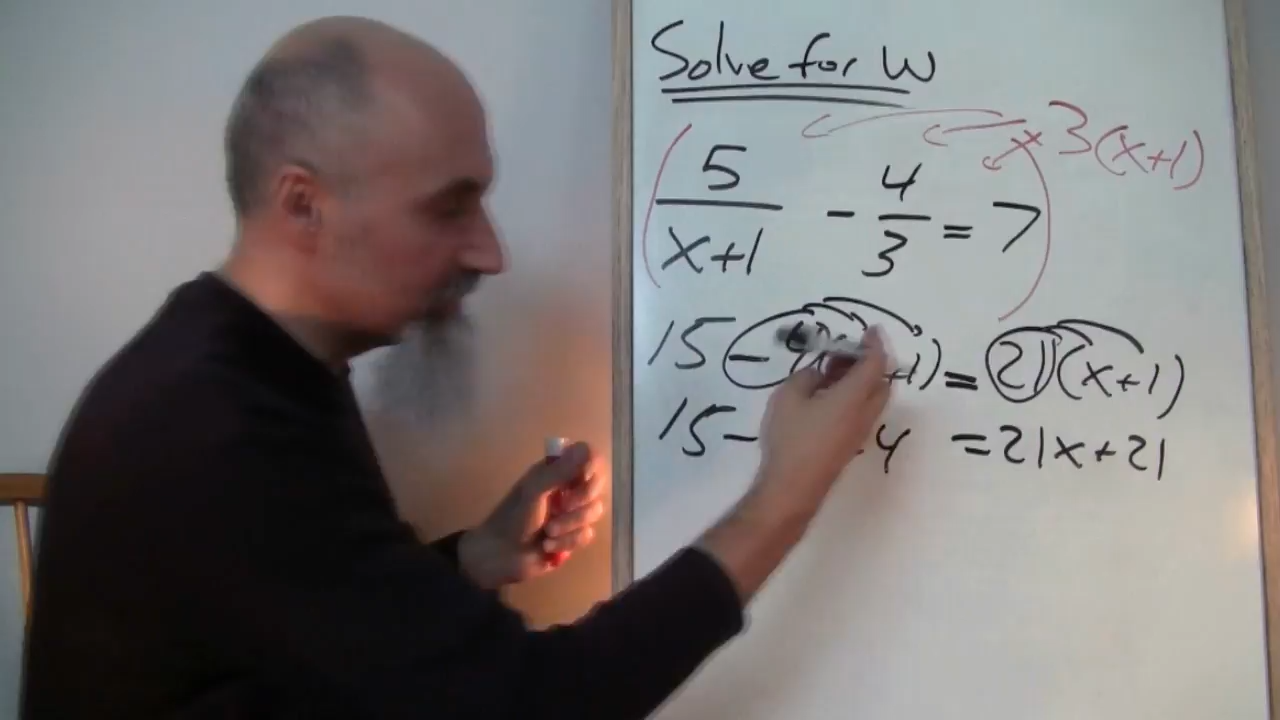 Solve for W
× 3(x+1)
( 5/x+1 - 4/3 = 7 )
15 - 4( +1) = 21(x+1)
15 - 4 = 21x + 21